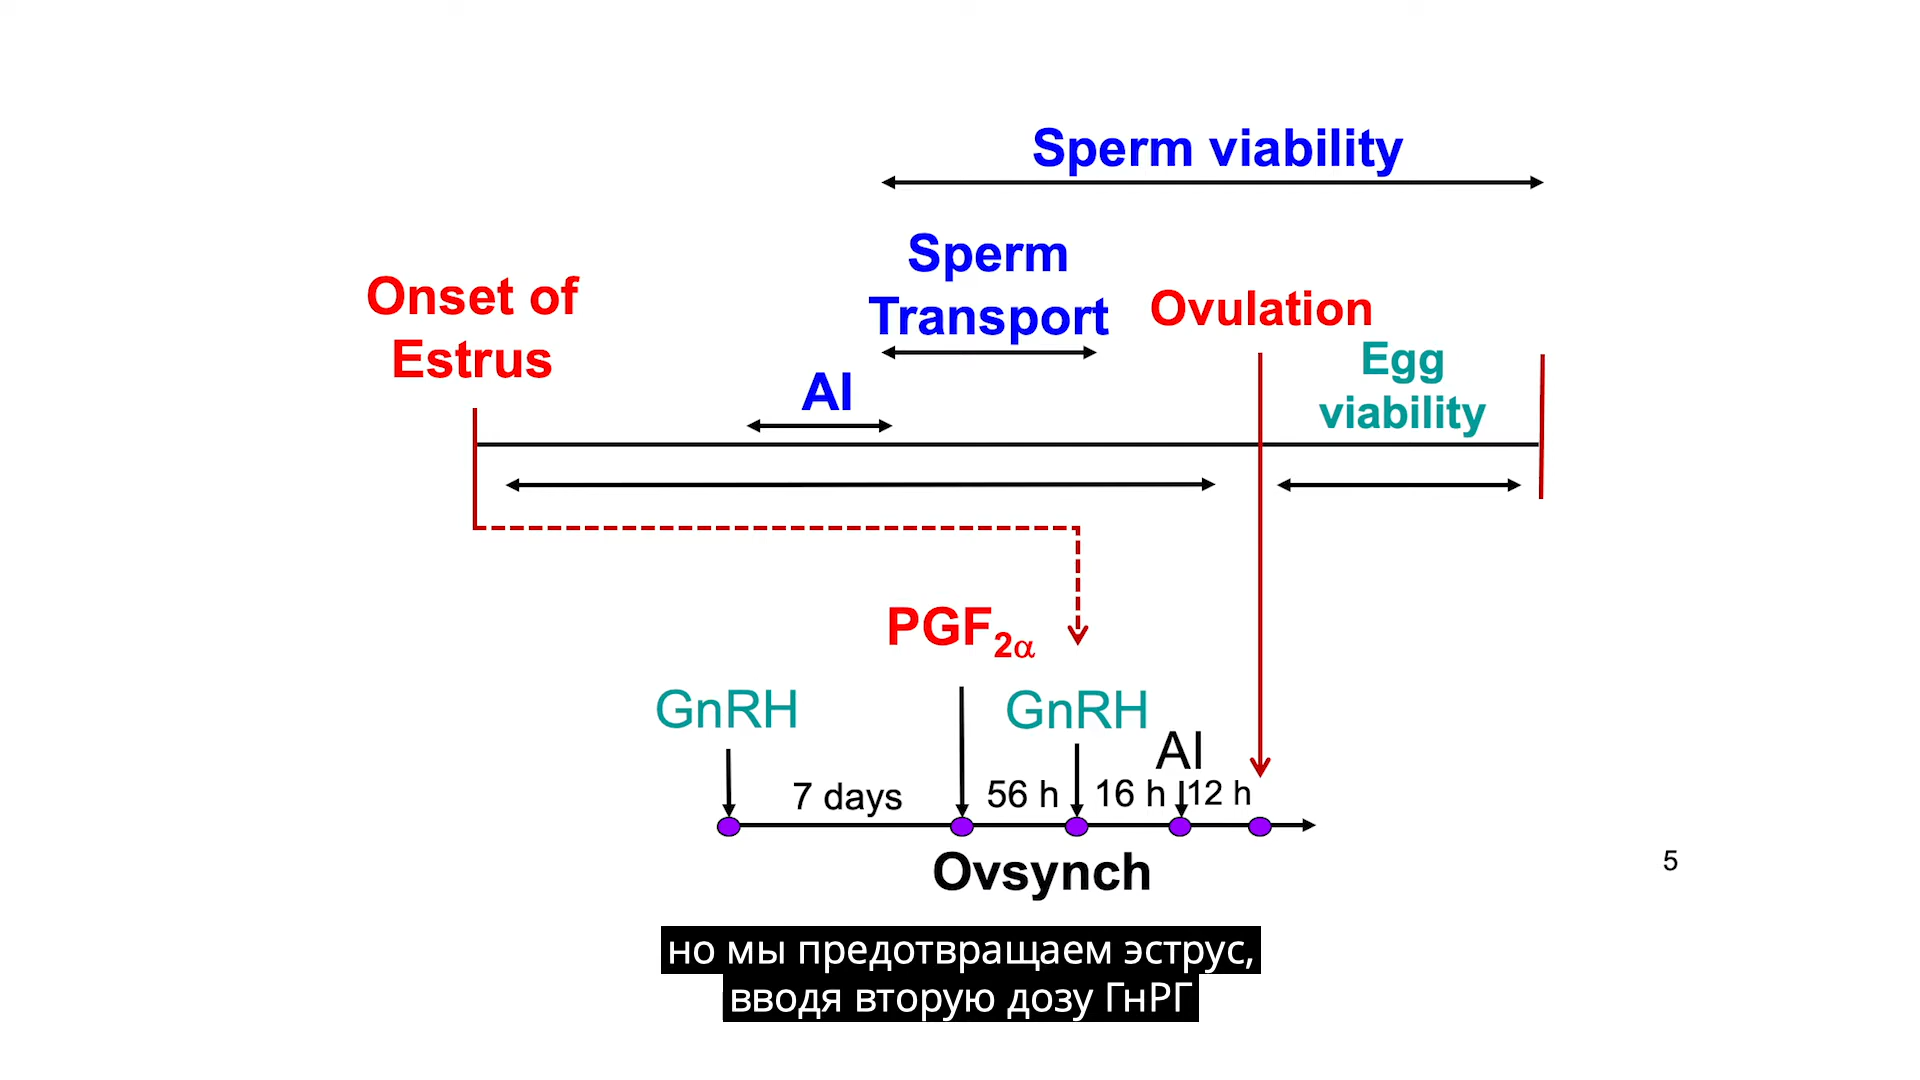 Sperm viability
Sperm
Transport
Onset of
Estrus
Ovulation
Egg
viability
AI
PGF2α
GnRH
GnRH
AI
7 days
56 h
16 h
12 h
Ovsynch
5
но мы предотвращаем эструс,
вводя вторую дозу ГнРГ